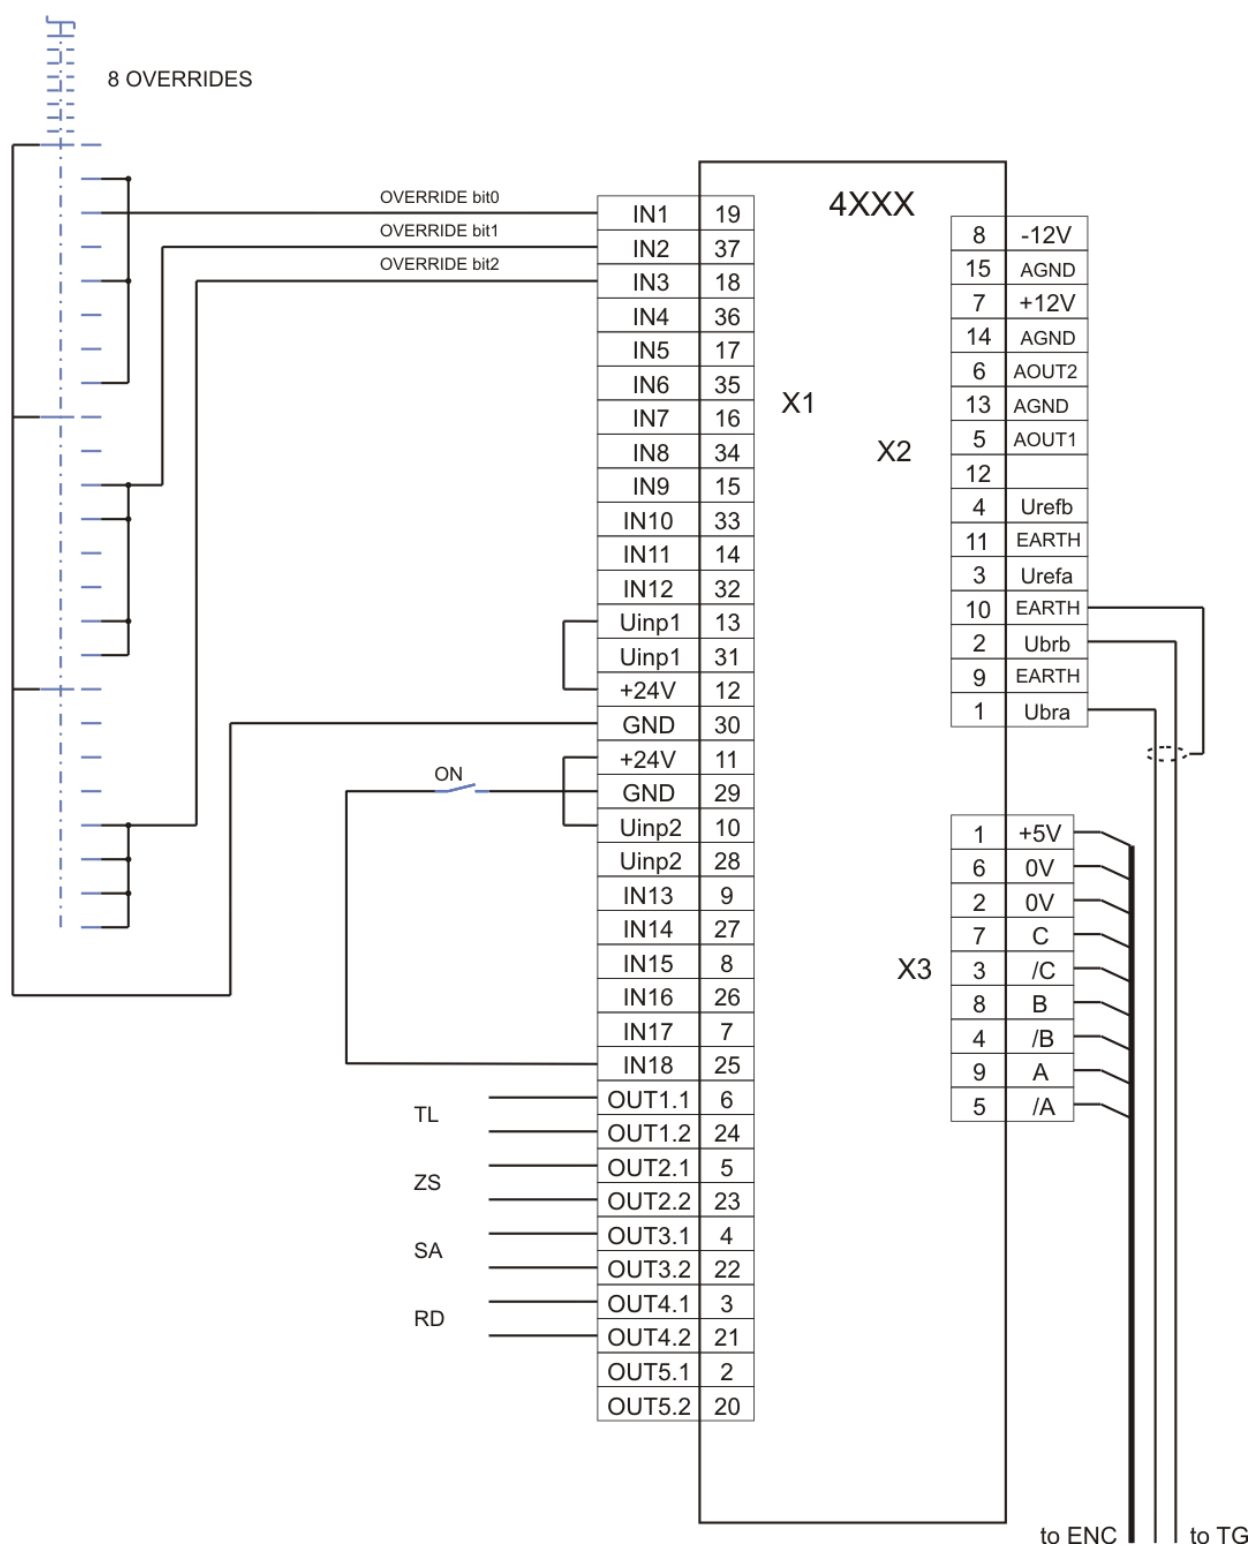 8 OVERRIDES
OVERRIDE bit0
OVERRIDE bit1
OVERRIDE bit2
4XXX
X1
X2
X3
IN1 19
IN2 37
IN3 18
IN4 36
IN5 17
IN6 35
IN7 16
IN8 34
IN9 15
IN10 33
IN11 14
IN12 32
Uinp1 13
Uinp1 31
+24V 12
GND 30
+24V 11
ON
GND 29
Uinp2 10
Uinp2 28
IN13 9
IN14 27
IN15 8
IN16 26
IN17 7
IN18 25
TL
OUT1.1 6
OUT1.2 24
ZS
OUT2.1 5
OUT2.2 23
SA
OUT3.1 4
OUT3.2 22
RD
OUT4.1 3
OUT4.2 21
OUT5.1 2
OUT5.2 20
8 -12V
15 AGND
7 +12V
14 AGND
6 AOUT2
13 AGND
5 AOUT1
12
4 Urefb
11 EARTH
3 Urefa
10 EARTH
2 Ubrb
9 EARTH
1 Ubra
1 +5V
6 0V
2 0V
7 C
3 /C
8 B
4 /B
9 A
5 /A
to ENC
to TG